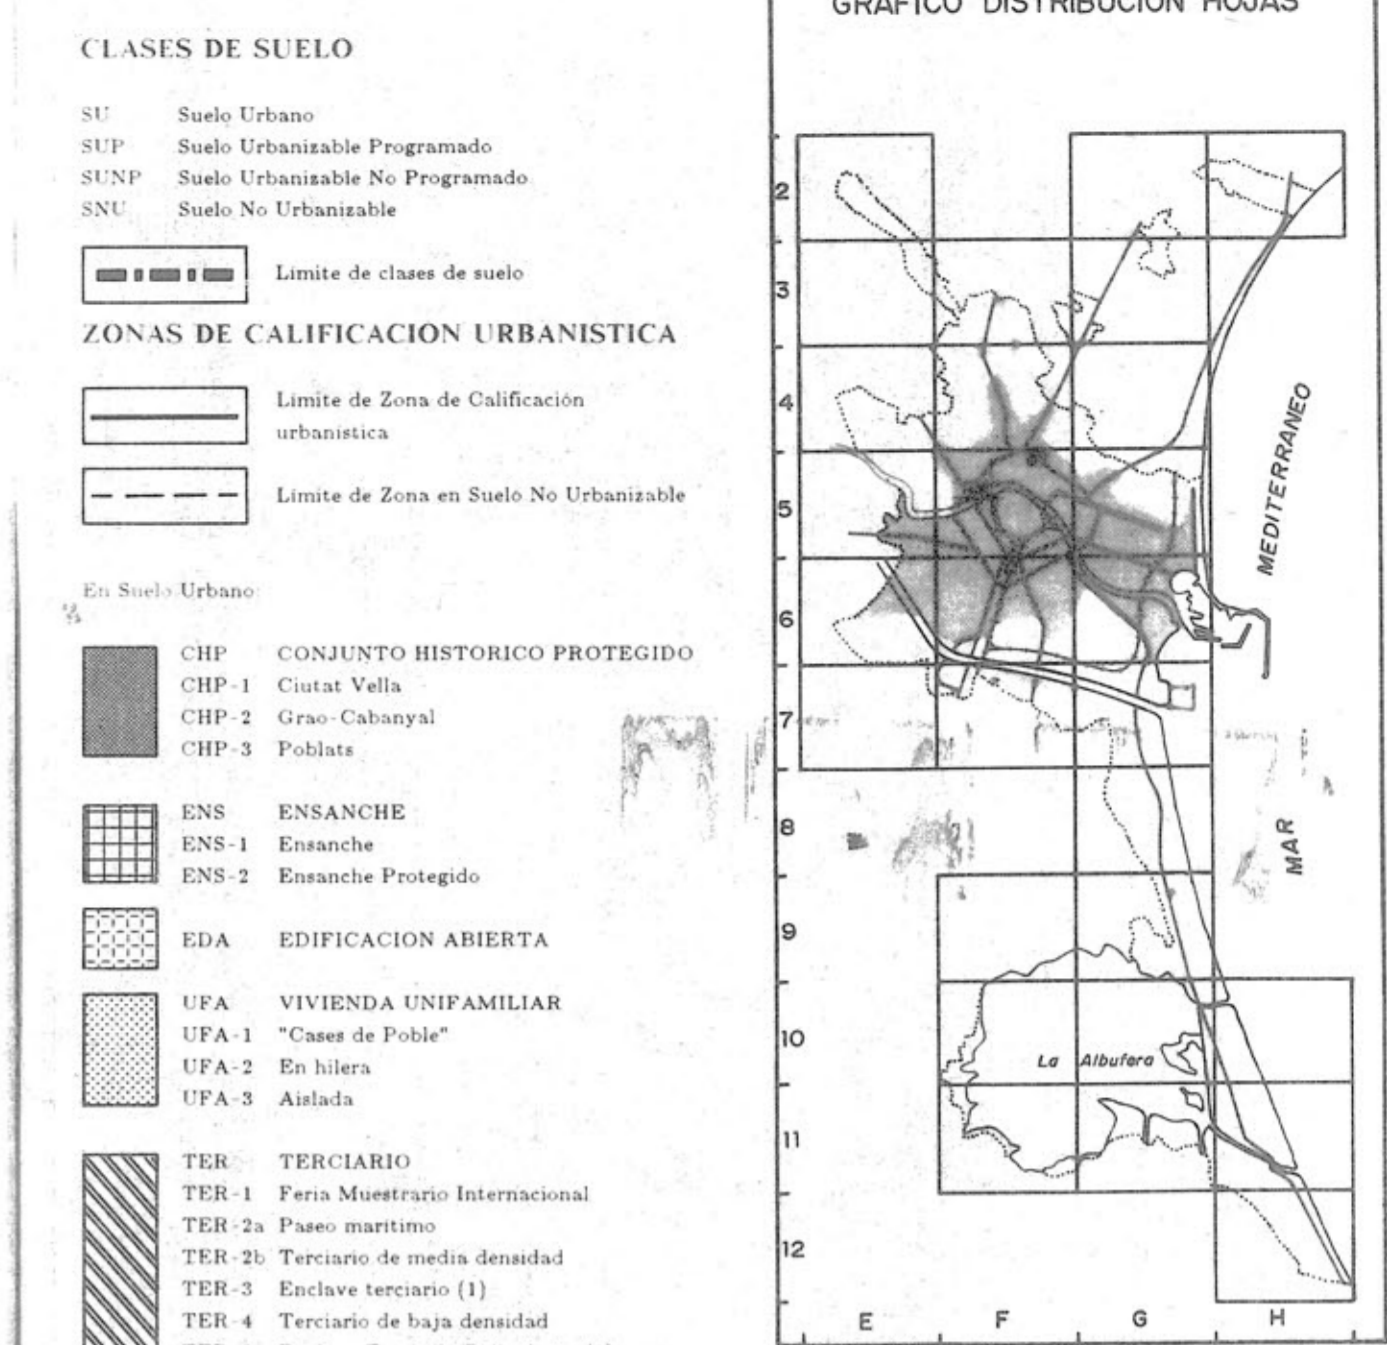 CLASES DE SUELO
SU Suelo Urbano
SUP Suelo Urbanizable Programado
SUNP Suelo Urbanizable No Programado
SNU Suelo No Urbanizable
Limite de clases de suelo
ZONAS DE CALIFICACION URBANISTICA
Limite de Zona de Calificación
urbanistica
Limite de Zona en Suelo No Urbanizable
En Suelo Urbano:
CHP CONJUNTO HISTORICO PROTEGIDO
CHP-1 Ciutat Vella
CHP-2 Grao-Cabanyal
CHP-3 Poblats
ENS ENSANCHE
ENS-1 Ensanche
ENS-2 Ensanche Protegido
EDA EDIFICACION ABIERTA
UFA VIVIENDA UNIFAMILIAR
UFA-1 "Cases de Poble"
UFA-2 En hilera
UFA-3 Aislada
TER TERCIARIO
TER-1 Feria Muestrario Internacional
TER-2a Paseo maritimo
TER-2b Terciario de media densidad
TER-3 Enclave terciario (1)
TER-4 Terciario de baja densidad
GRAFICO DISTRIBUCION HOJAS
2
3
4
5
6
7
8
9
10
11
12
MAR MEDITERRANEO
La Albufera
E F G H